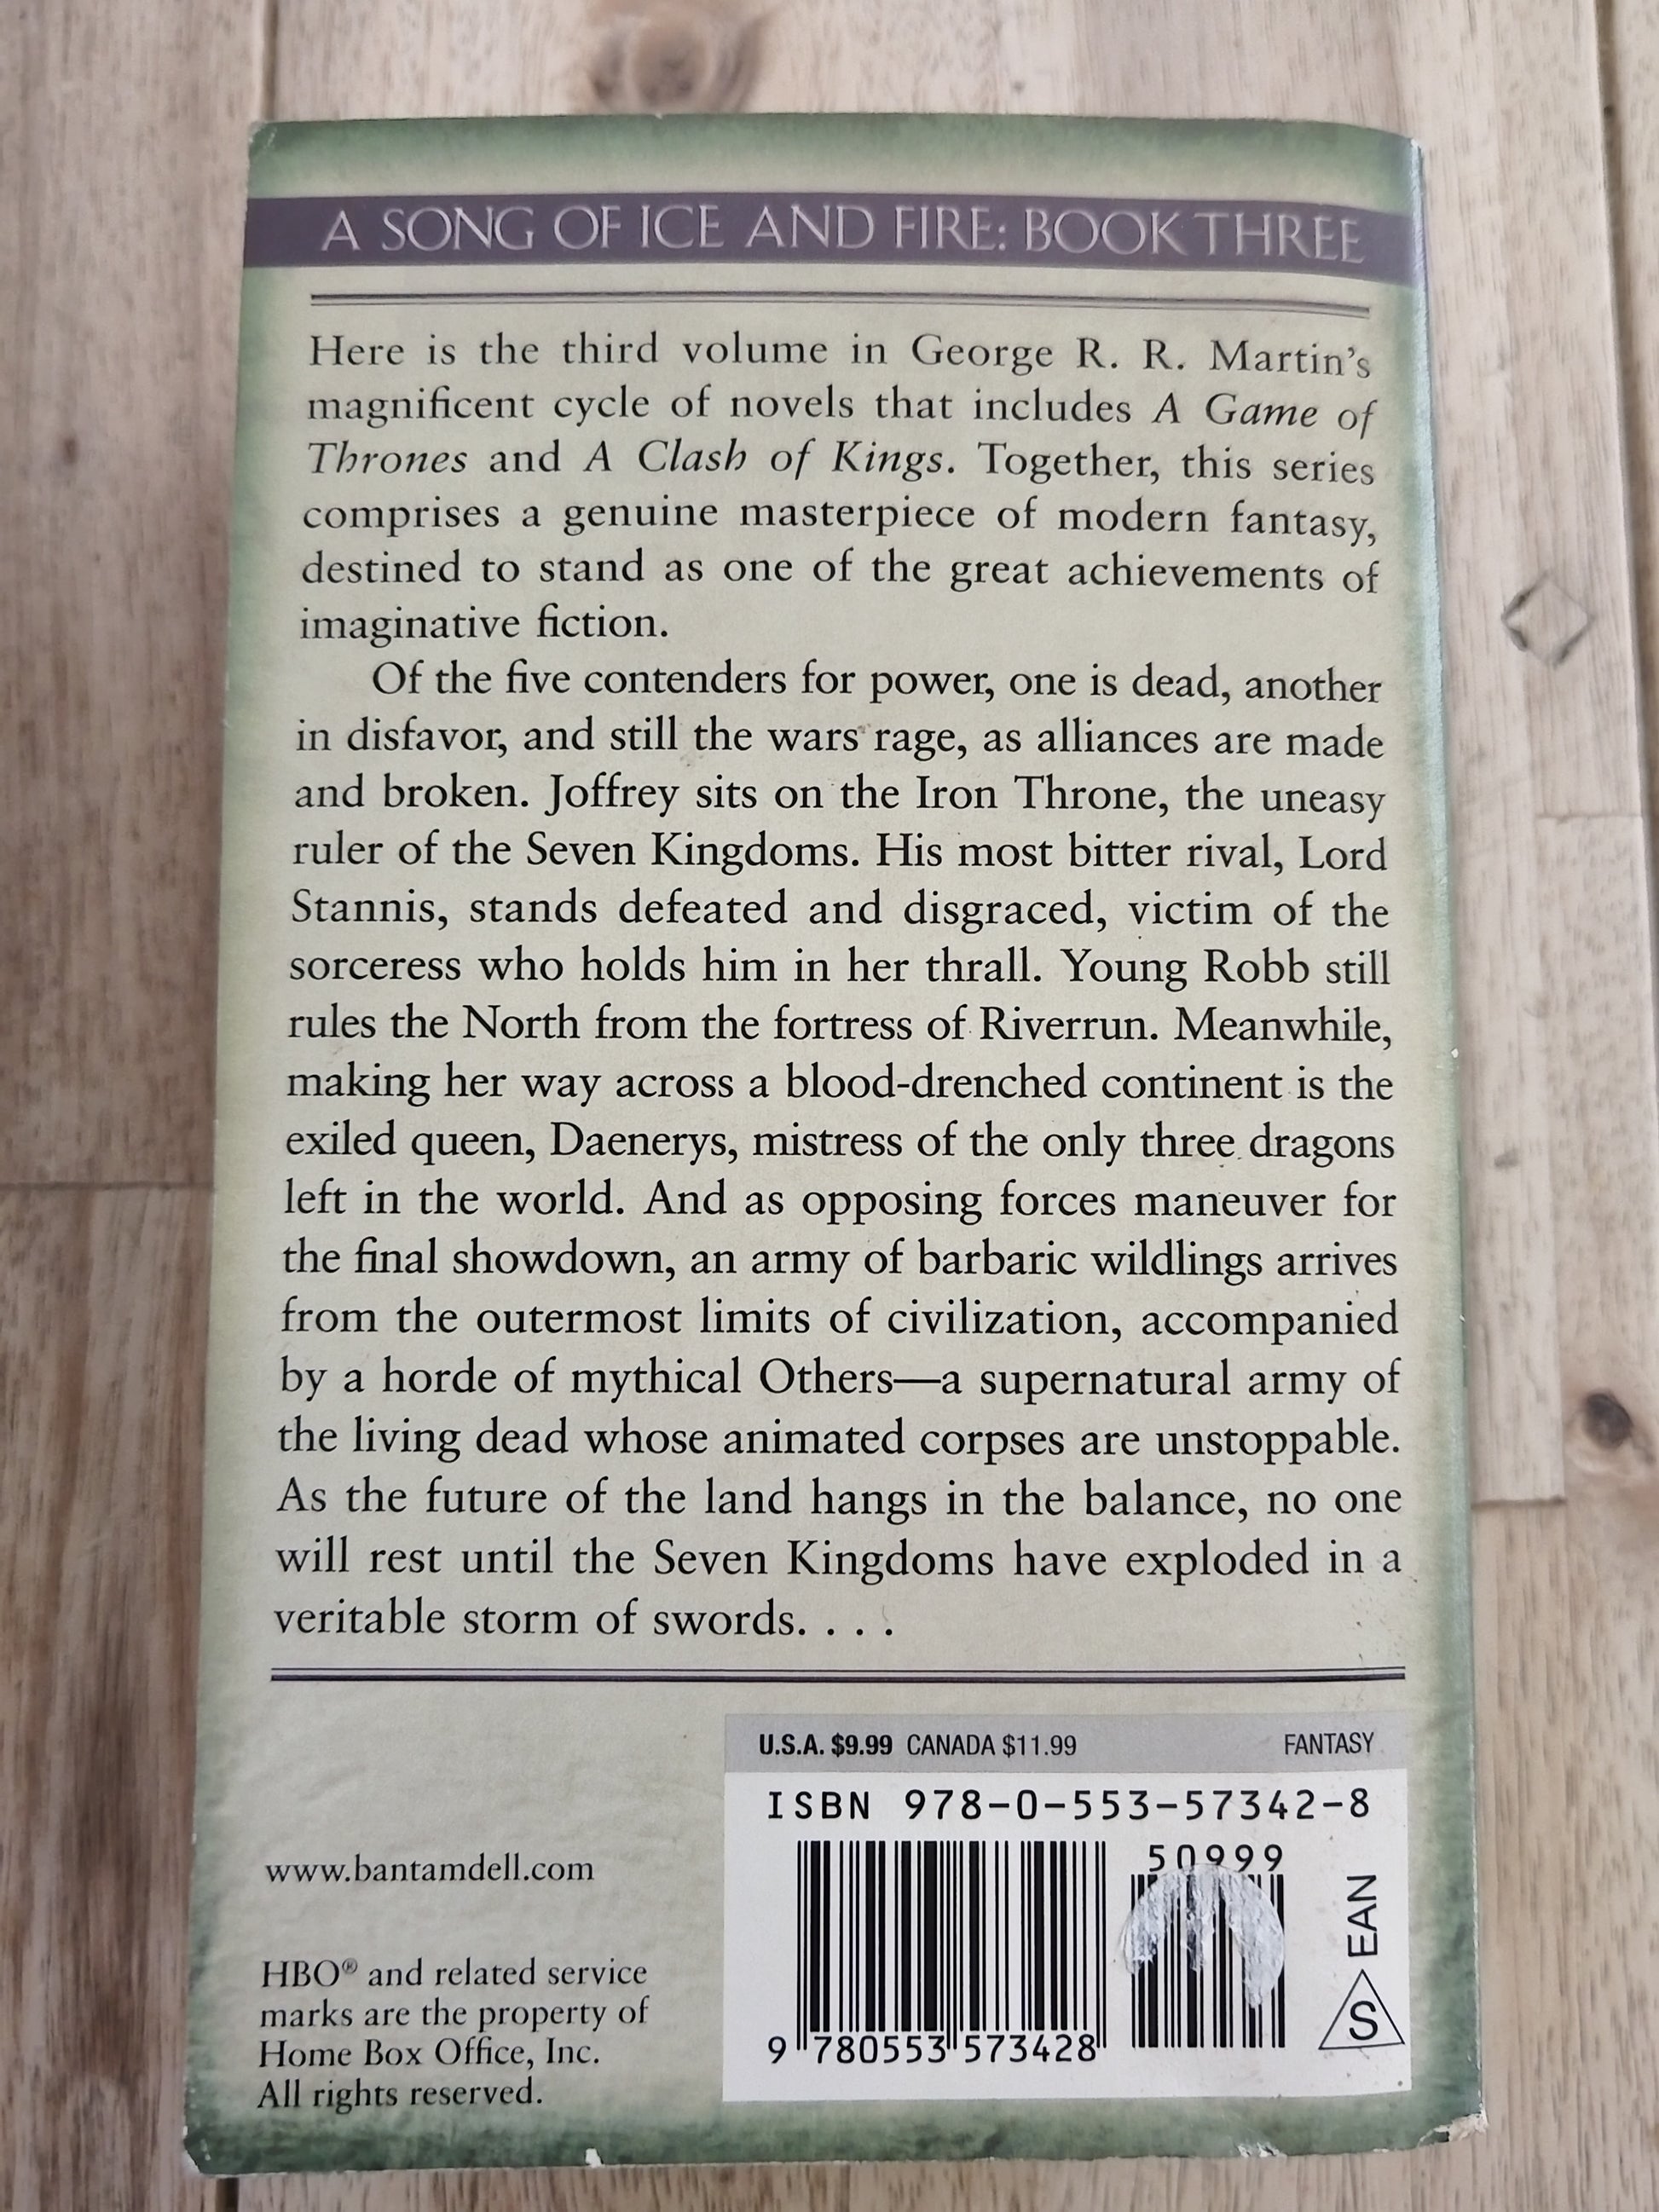 A SONG OF ICE AND FIRE: BOOK THREE
Here is the third volume in George R. R. Martin's
magnificent cycle of novels that includes A Game of
Thrones and A Clash of Kings. Together, this series
comprises a genuine masterpiece of modern fantasy,
destined to stand as one of the great achievements of
imaginative fiction.
Of the five contenders for power, one is dead, another
in disfavor, and still the wars rage, as alliances are made
and broken. Joffrey sits on the Iron Throne, the uneasy
ruler of the Seven Kingdoms. His most bitter rival, Lord
Stannis, stands defeated and disgraced, victim of the
sorceress who holds him in her thrall. Young Robb still
rules the North from the fortress of Riverrun. Meanwhile,
making her way across a blood-drenched continent is the
exiled queen, Daenerys, mistress of the only three dragons
left in the world. And as opposing forces maneuver for
the final showdown, an army of barbaric wildlings arrives
from the outermost limits of civilization, accompanied
by a horde of mythical Others—a supernatural army of
the living dead whose animated corpses are unstoppable.
As the future of the land hangs in the balance, no one
will rest until the Seven Kingdoms have exploded in a
veritable storm of swords. . . .
U.S.A. $9.99 CANADA $11.99 FANTASY
ISBN 978-0-553-57342-8
50999
9 780553 573428
EAN
S
www.bantamdell.com
HBO® and related service
marks are the property of
Home Box Office, Inc.
All rights reserved.